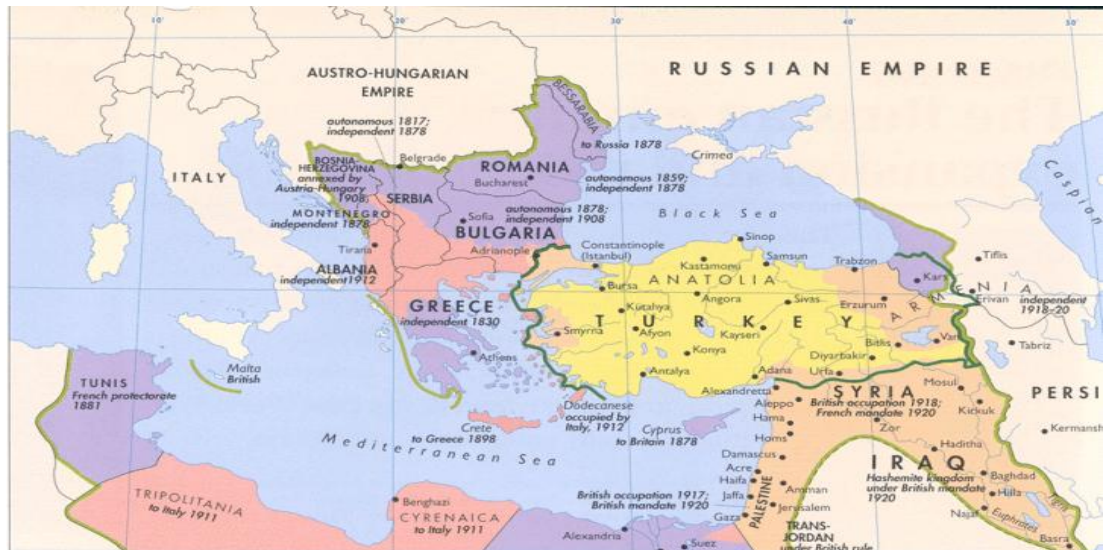 10°
20°
30°
40°
50°
AUSTRO-HUNGARIAN
EMPIRE
RUSSIAN EMPIRE
BESSARABIA
to Russia 1878
autonomous 1817;
independent
1878
Belgrade
BOSNIA-
HERZEGOVINA
annexed by
Austria-Hungary
1908
ROMANIA
Bucharest
autonomous 1859;
independent 1878
Crimea
Caspian
ITALY
SERBIA
MONTENEGRO
independent 1878
Sofia
autonomous 1878;
independent 1908
BULGARIA
Black Sea
Tirana
ALBANIA
independent 1912
Adrianople
Constantinople
(Istanbul)
Sinop
Kastamonu
Samsun
Trabzon
Tiflis
Kars
ANATOLIA
Bursa
Angora
Sivas
Erzurum
ARMENIA
Erivan
independent
1918–20
GREECE
independent 1830
Kütahya
TURKEY
Smyrna
Afyon
Kayseri
Bitlis
Van
Tabriz
Athens
Konya
Diyarbakir
Antalya
Adana
Urfa
TUNIS
French protectorate
1881
Malta
British
Alexandretta
SYRIA
Mosul
PERSI
Dodecanese
occupied by
Italy, 1912
Aleppo
British occupation 1918;
French mandate 1920
Kirkuk
Crete
to Greece 1898
Cyprus
to Britain 1878
Hama
Zor
Kermansh
Homs
Haditha
Mediterranean Sea
Damascus
IRAQ
Baghdad
Acre
Haifa
Hashemite kingdom
under British mandate
1920
TRIPOLITANIA
to Italy 1911
Benghazi
British occupation 1917;
British mandate 1920
Jaffa
Amman
Hilla
Jerusalem
PALESTINE
Najaf
Euphrates
CYRENAICA
to Italy 1911
Gaza
Alexandria
Suez
TRANS-
JORDAN
under British rule
Basra